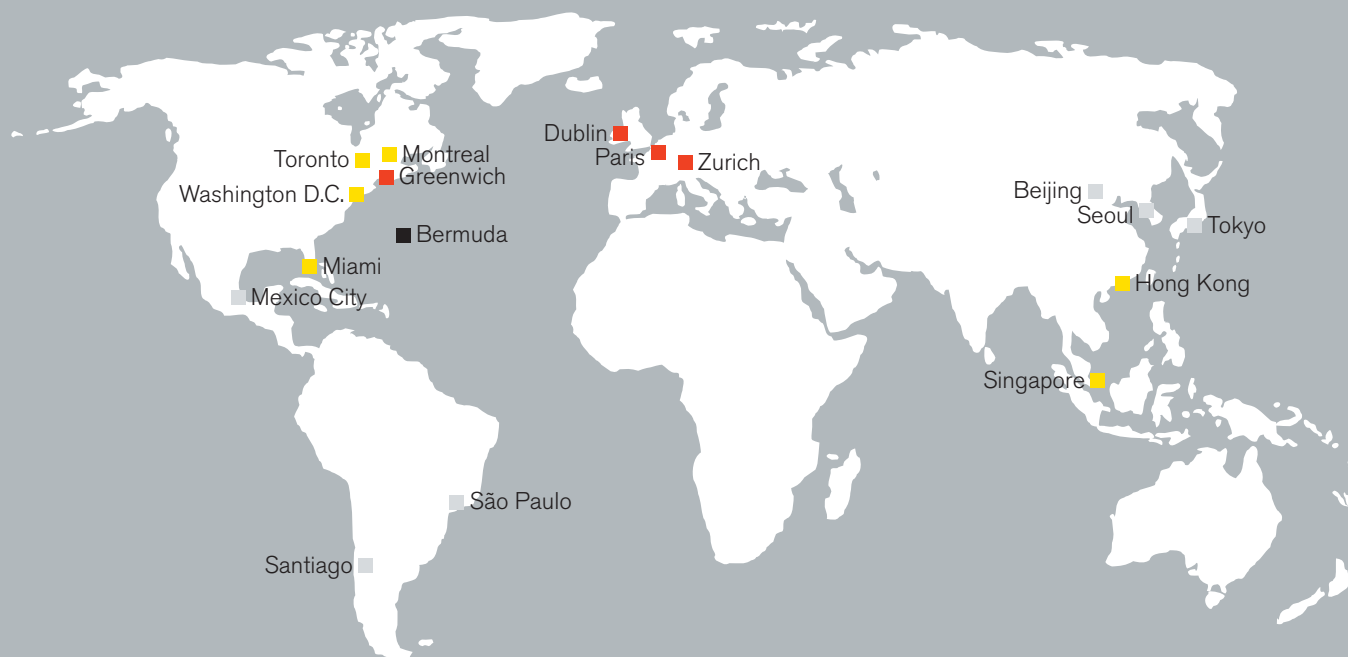 Dublin
Paris
Zurich
Toronto
Montreal
Greenwich
Washington D.C.
Beijing
Seoul
Tokyo
Bermuda
Miami
Mexico City
Hong Kong
Singapore
São Paulo
Santiago